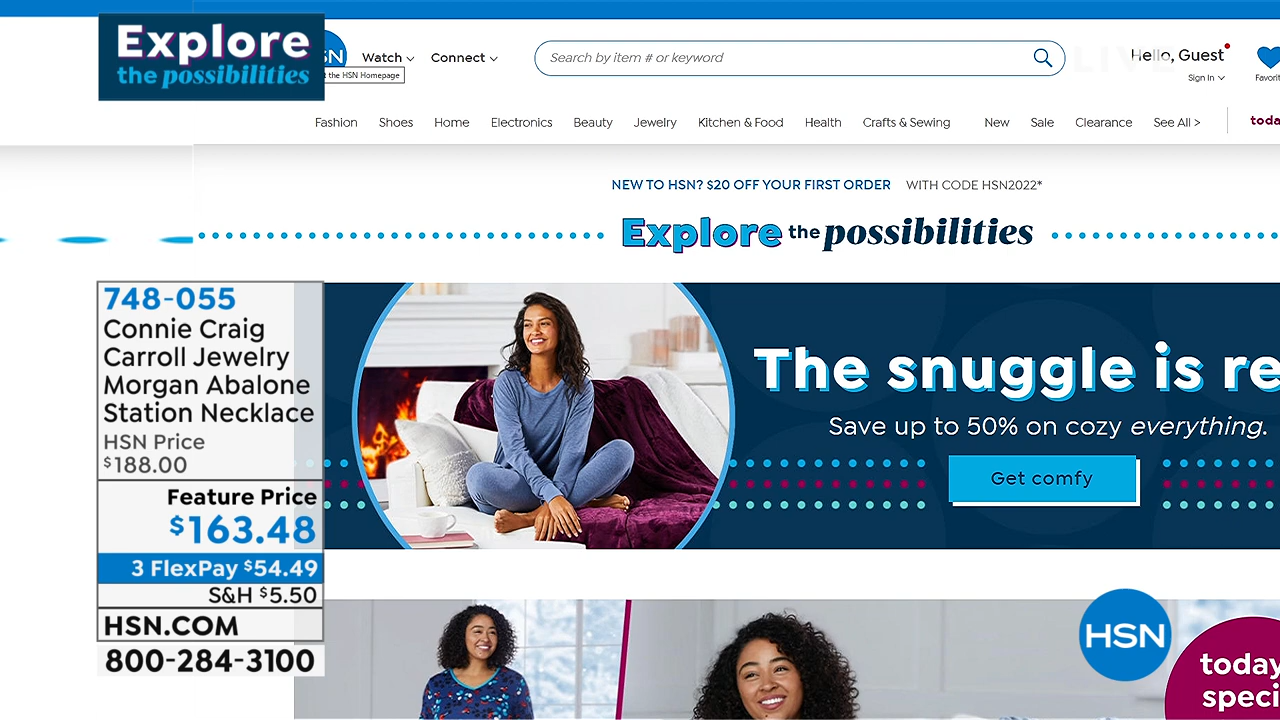 Explore
the possibilities
SN
Watch
Connect
Search by item # or keyword
LIVE
Hello, Guest
Sign In
Favorit
t the HSN Homepage
Fashion
Shoes
Home
Electronics
Beauty
Jewelry
Kitchen & Food
Health
Crafts & Sewing
New
Sale
Clearance
See All >
toda
NEW TO HSN? $20 OFF YOUR FIRST ORDER WITH CODE HSN2022*
Explore the possibilities
748-055
Connie Craig
Carroll Jewelry
Morgan Abalone
Station Necklace
HSN Price
$188.00
Feature Price
$163.48
3 FlexPay $54.49
S&H $5.50
HSN.COM
800-284-3100
The snuggle is re
Save up to 50% on cozy everything.
Get comfy
HSN
today
speci